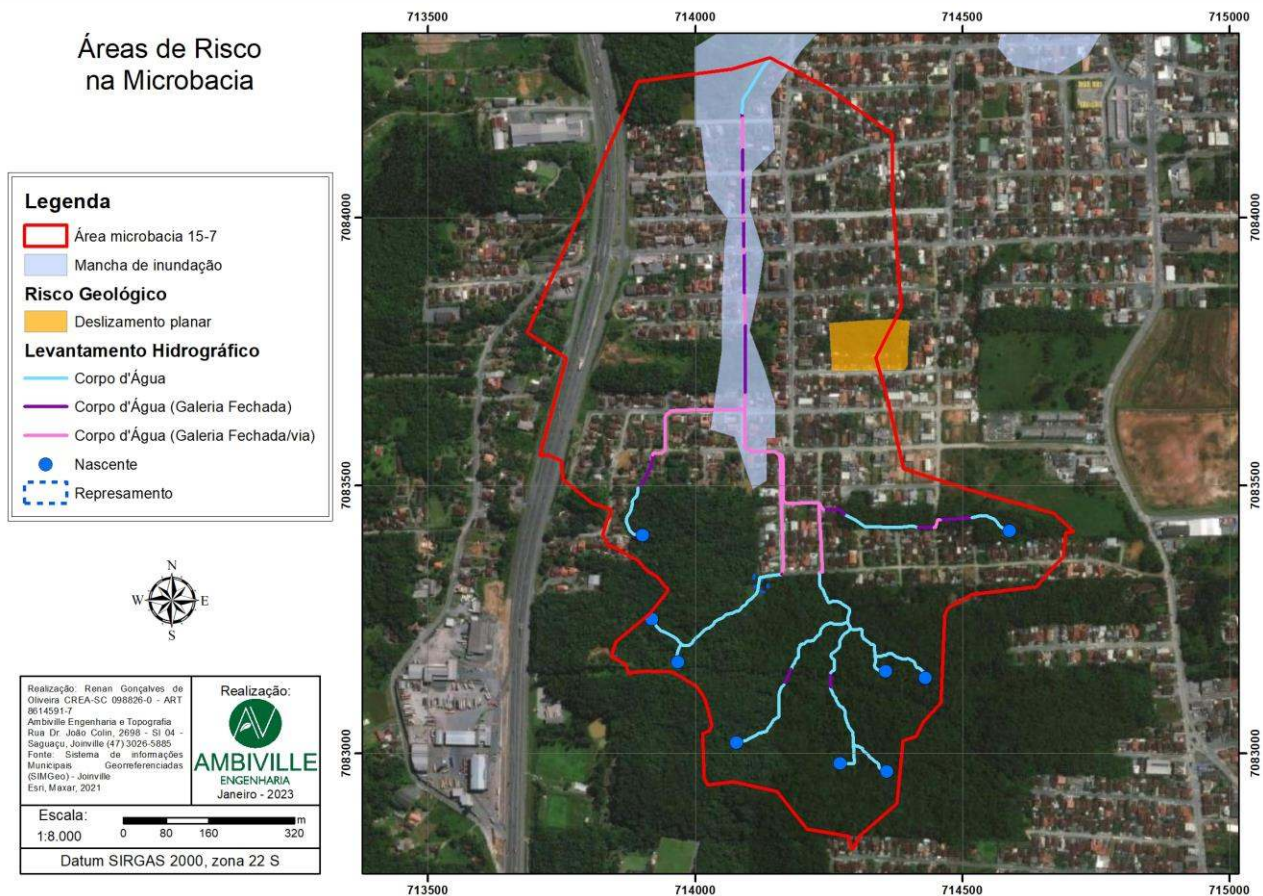 Áreas de Risco
na Microbacia
Legenda
Área microbacia 15-7
Mancha de inundação
Risco Geológico
Deslizamento planar
Levantamento Hidrográfico
Corpo d'Água
Corpo d'Água (Galeria Fechada)
Corpo d'Água (Galeria Fechada/via)
Nascente
Represamento
N
W E
S
Realização: Renan Gonçalves de
Oliveira CREA-SC 098826-0 - ART
8614591-7
Ambiville Engenharia e Topografia
Rua Dr. João Colin, 2698 - Sl 04 -
Saguaçu, Joinville (47) 3026-5885
Fonte: Sistema de informações
Municipais Georreferenciadas
(SIMGeo) - Joinville
Esri, Maxar, 2021
Realização:
AMBIVILLE
ENGENHARIA
Janeiro - 2023
Escala:
1:8.000
0 80 160 320 m
Datum SIRGAS 2000, zona 22 S
713500 714000 714500 715000
7084000 7084000
7083500 7083500
7083000 7083000
713500 714000 714500 715000